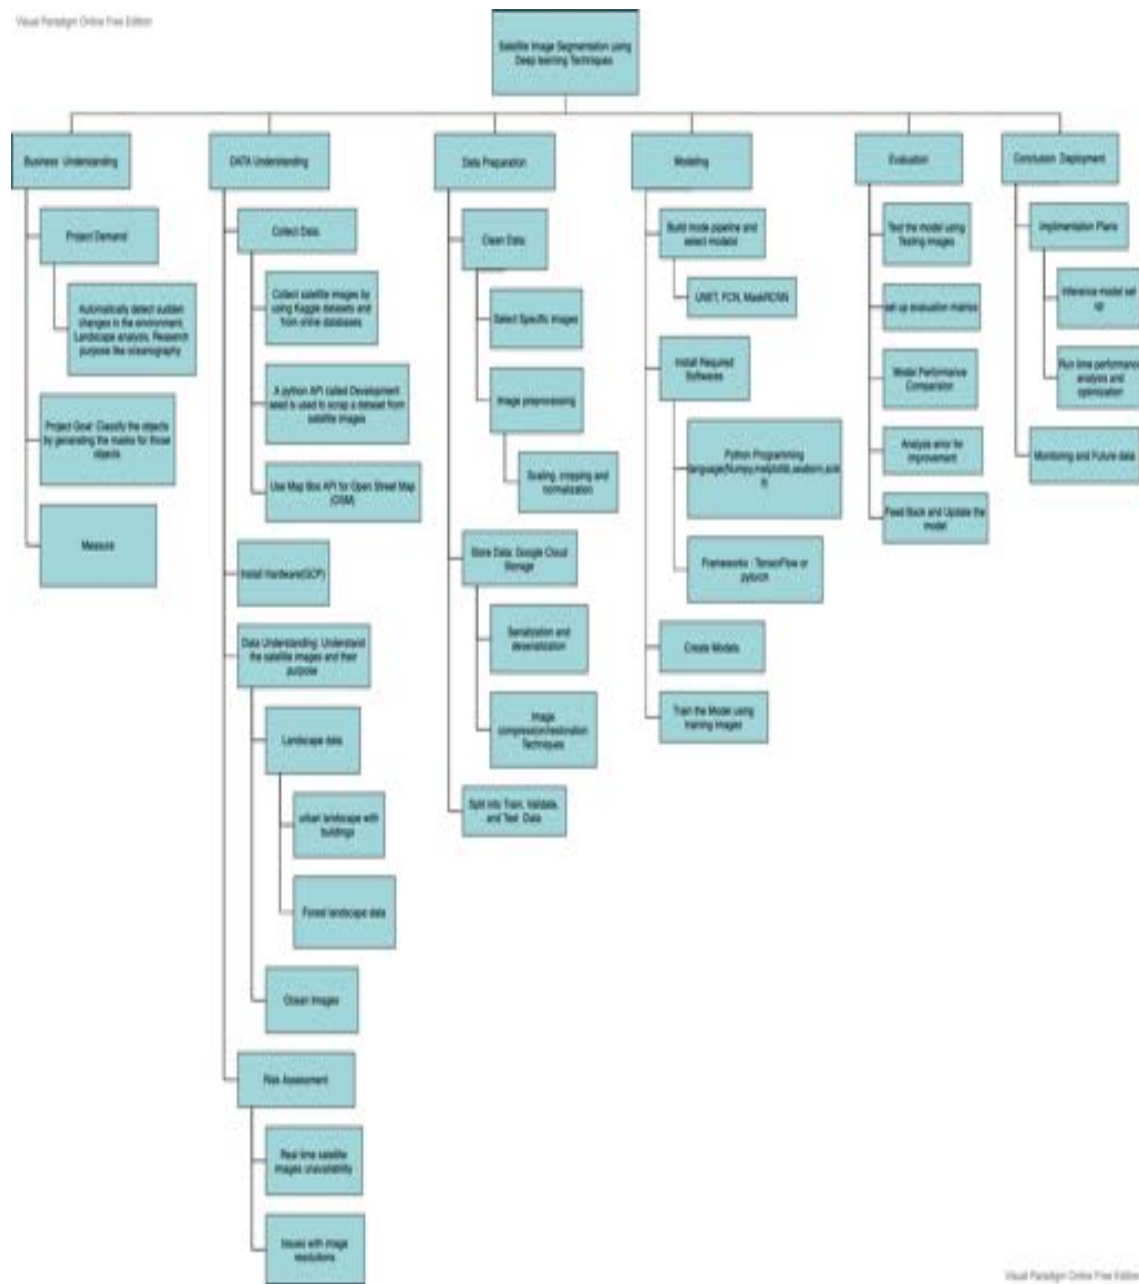 Visual Paradigm Online Free Edition
Satellite Image Segmentation using
Deep learning Techniques
Business Understanding
Project Demand
Automatically detect sudden
changes in the environment,
Landscape analysis, Research
purpose like oceanography
Project Goal: Classify the objects
by generating the masks for those
objects
Measure
DATA Understanding
Collect Data
Collect satellite images by
using Kaggle datasets and
from online databases
A python API called Development
seed is used to scrap a dataset from
satellite images
Use Map Box API for Open Street Map
(OSM)
Install Hardware(GCP)
Data Understanding: Understand
the satellite images and their
purpose
Landscape data
urban landscape with
buildings
Forest landscape data
Ocean Images
Risk Assessment
Real time satellite
images unavailability
Issues with image
resolutions
Data Preparation
Clean Data
Select Specific images
Image preprocessing
Scaling, cropping and
normalization
Store Data: Google Cloud
Storage
Serialization and
deserialization
Image
compression/restoration
Techniques
Split into Train, Validate,
and Test Data
Modeling
Build mode pipeline and
select models
UNET, FCN, MaskRCNN
Install Required
Softwares
Python Programming
language(Numpy,matplotlib,seaborn
Frameworks : TensorFlow or
pytorch
Create Models
Train the Model using
training images
Evaluation
Test the model using
Testing images
set up evaluation
Model Performance
Comparision
Analysis error for
improvement
Feed Back and Update the
model
Conclusion Deployment
Plans
Inference model set
up
Run time performance
analysis and
optimization
Monitoring and Future data
Visual Paradigm Online Free Edition